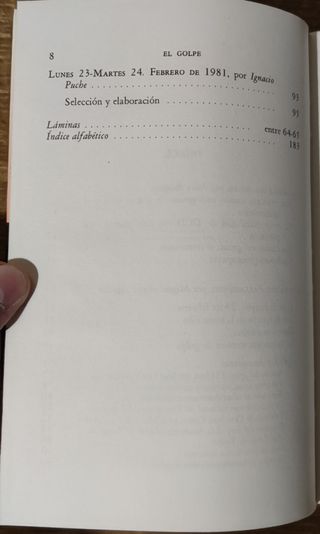 8 EL GOLPE
LUNES 23-MARTES 24. FEBRERO DE 1981, por Ignacio
Puche . . . . . . . . . . . . . . . . . . . . . . . . . . . . . . . 93
Selección y elaboración . . . . . . . . . . . . . . . . . . 93
Láminas . . . . . . . . . . . . . . . . . . . . . . . . . . . . entre 64-65
Índice alfabético . . . . . . . . . . . . . . . . . . . . . . . . . . 183